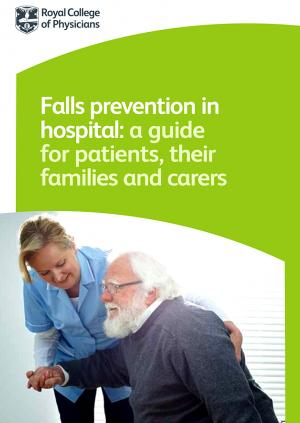 Royal College
of Physicians
Falls prevention in
hospital: a guide
for patients, their
families and carers